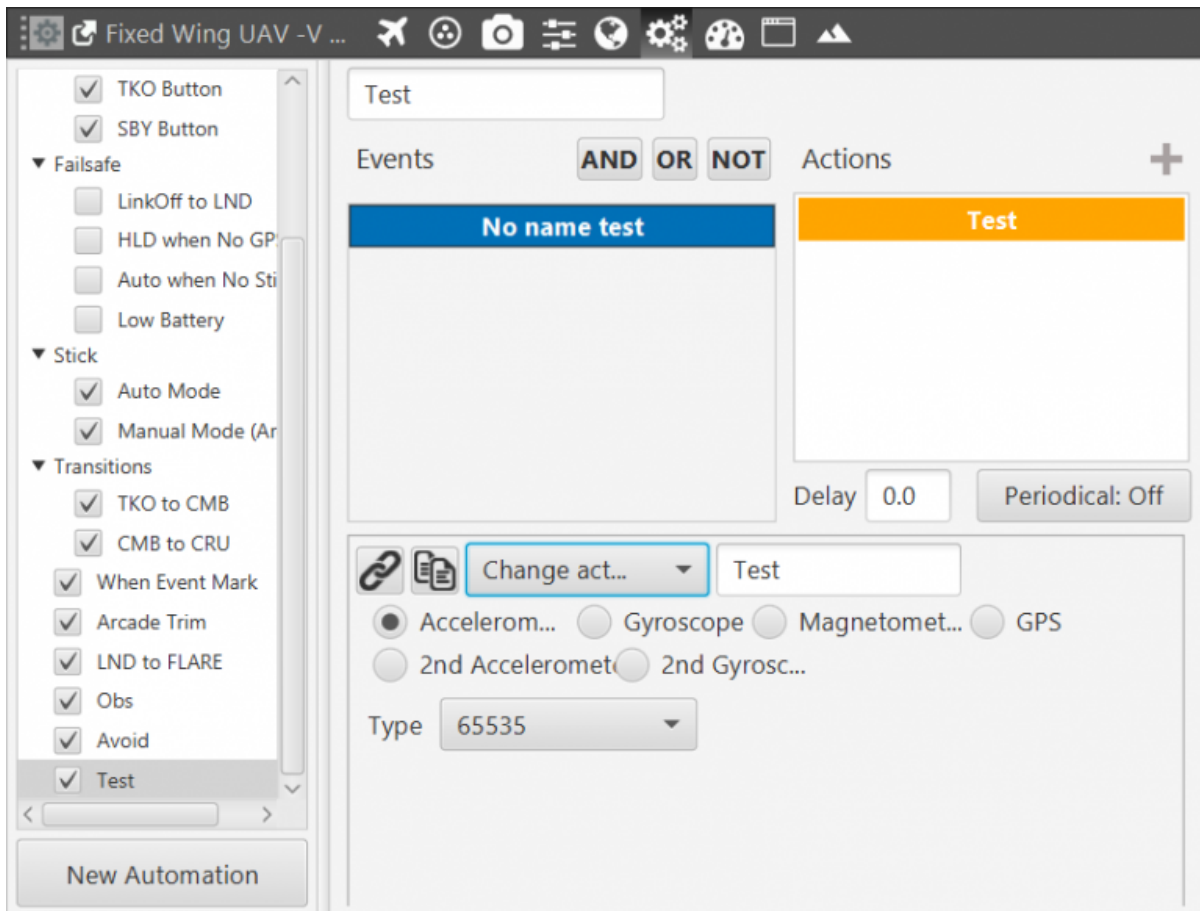 Fixed Wing UAV -V ...
TKO Button
SBY Button
Failsafe
LinkOff to LND
HLD when No GP
Auto when No Sti
Low Battery
Stick
Auto Mode
Manual Mode (Ar
Transitions
TKO to CMB
CMB to CRU
When Event Mark
Arcade Trim
LND to FLARE
Obs
Avoid
Test
New Automation
Test
Events AND OR NOT
No name test
Actions
Test
Delay 0.0 Periodical: Off
Change act... Test
Accelerom... Gyroscope Magnetomet... GPS
2nd Acceleromet 2nd Gyrosc...
Type 65535